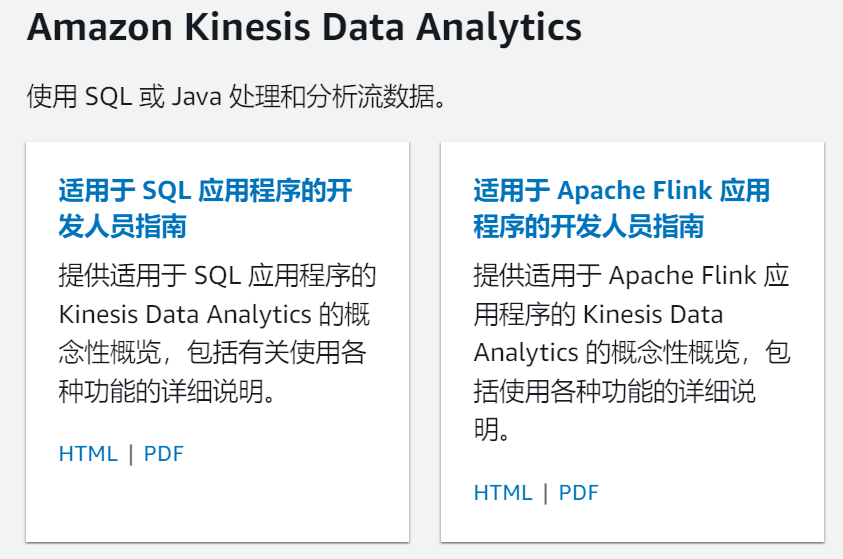 Amazon Kinesis Data Analytics
使用 SQL 或 Java 处理和分析流数据。
适用于 SQL 应用程序的开
发人员指南
提供适用于 SQL 应用程序的
Kinesis Data Analytics 的概
念性概览，包括有关使用各
种功能的详细说明。
HTML | PDF
适用于 Apache Flink 应用
程序的开发人员指南
提供适用于 Apache Flink 应
用程序的 Kinesis Data
Analytics 的概念性概览，包
括使用各种功能的详细说
明。
HTML | PDF